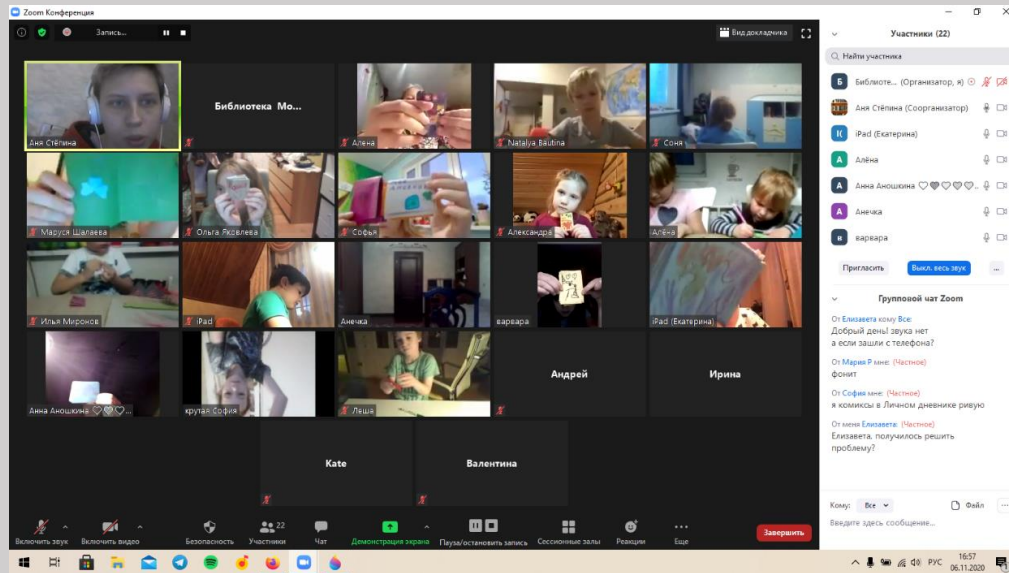 Zoom Конференция
Запись...
Вид докладчика
Участники (22)
Найти участника
Аня Стёпина
Библиотека Мо...
Алена
Natalya Bautina
Соня
Маруся Шалаева
Ольга Яковлева
Софья
Александра
Алёна
Илья Миронов
iPad
Анечка
варвара
iPad (Екатерина)
Анна Аношкина ♡♡♡...
крутая София
Леша
Андрей
Ирина
Kate
Валентина
Б Библиоте... (Организатор, я)
Аня Стёпина (Соорганизатор)
I( iPad (Екатерина)
А Алёна
А Анна Аношкина ♡♡♡♡♡..
А Анечка
в варвара
Пригласить Выкл. весь звук ...
Групповой чат Zoom
От Елизавета кому Все:
Добрый день! звука нет
а если зашли с телефона?
От Мария Р мне: (Частное)
фонит
От София мне: (Частное)
я комиксы в Личном дневнике ривую
От меня Елизавета: (Частное)
Елизавета, получилось решить
проблему?
Кому: Все Файл ...
Введите здесь сообщение...
Включить звук Включить видео Безопасность Участники 22 Чат Демонстрация экрана Пауза/остановить запись Сессионные залы Реакции Еще Завершить
РУС 16:57
06.11.2020